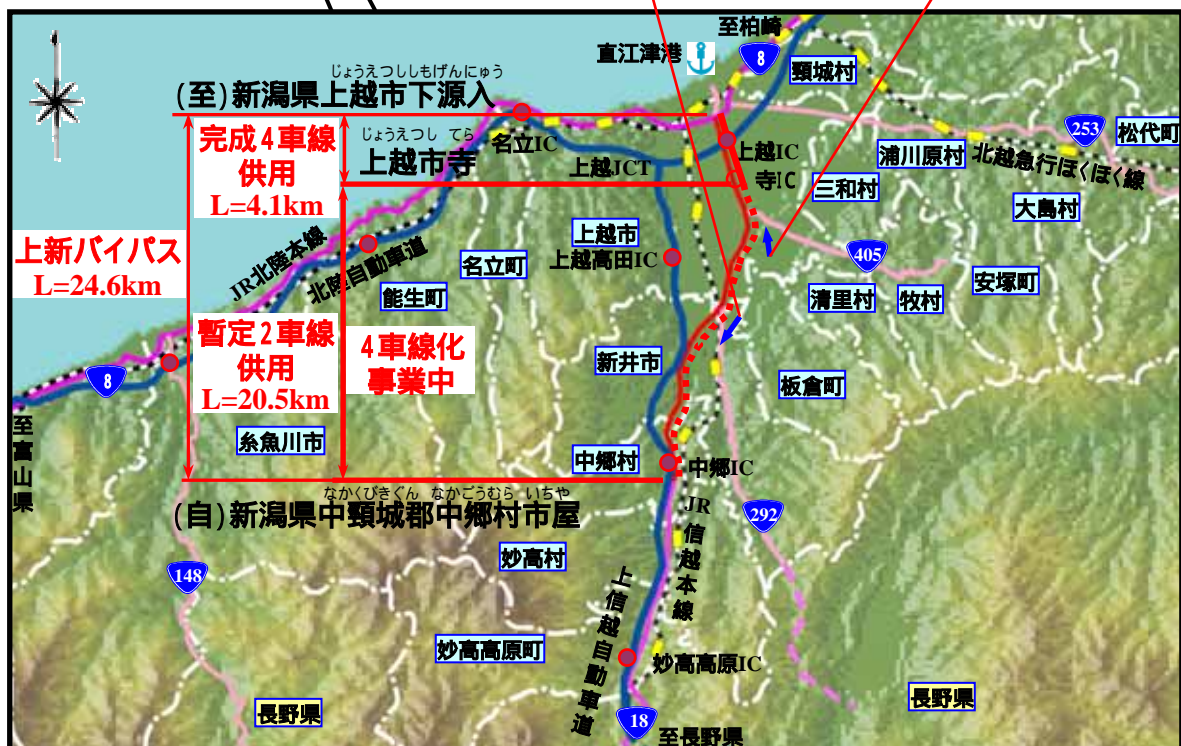 至柏崎
直江津港
8
頸城村
じょうえつししもげんにゅう
(至)新潟県上越市下源入
完成4車線
供用
L=4.1km
じょうえつし てら
上越市寺
名立IC
上越JCT
上越IC
寺IC
253
松代町
浦川原村
北越急行ほくほく線
三和村
大島村
上新バイパス
L=24.6km
JR北陸本線
北陸自動車道
名立町
能生町
上越市
上越高田IC
405
清里村
牧村
安塚町
暫定2車線
供用
L=20.5km
4車線化
事業中
新井市
板倉町
8
至富山県
糸魚川市
中郷村
中郷IC
なかくびきぐん なかごうむら いちや
(自)新潟県中頸城郡中郷村市屋
JR信越本線
292
148
妙高村
上信越自動車道
妙高高原町
妙高高原IC
長野県
長野県
18
至長野県